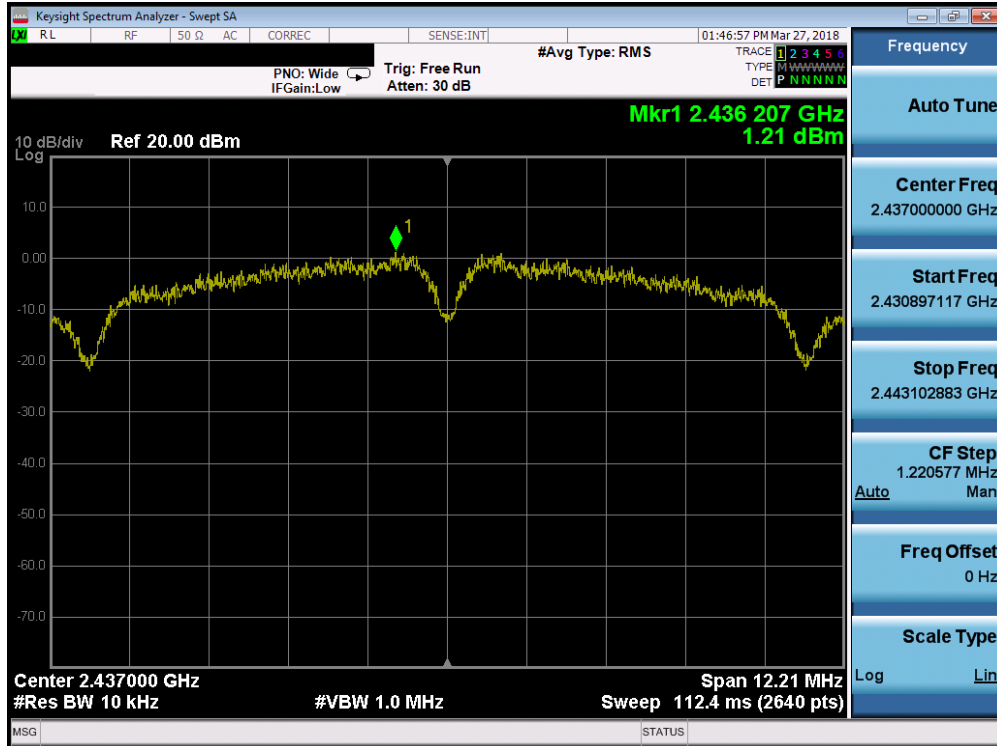 Keysight Spectrum Analyzer - Swept SA
LXI RL RF 50 Ω AC CORREC SENSE:INT 01:46:57 PM Mar 27, 2018
#Avg Type: RMS
TRACE 1 2 3 4 5 6
TYPE M WWWWW
DET P N N N N N
PNO: Wide
IFGain:Low
Trig: Free Run
Atten: 30 dB
Mkr1 2.436 207 GHz
1.21 dBm
10 dB/div Ref 20.00 dBm
Log
1
10.0
0.00
-10.0
-20.0
-30.0
-40.0
-50.0
-60.0
-70.0
Center 2.437000 GHz Span 12.21 MHz
#Res BW 10 kHz #VBW 1.0 MHz Sweep 112.4 ms (2640 pts)
MSG STATUS
Frequency
Auto Tune
Center Freq
2.437000000 GHz
Start Freq
2.430897117 GHz
Stop Freq
2.443102883 GHz
CF Step
1.220577 MHz
Auto Man
Freq Offset
0 Hz
Scale Type
Log Lin